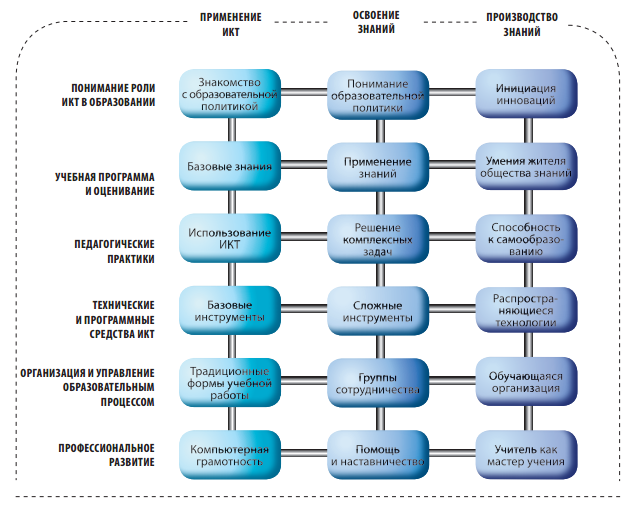 ПРИМЕНЕНИЕ
ИКТ
ОСВОЕНИЕ
ЗНАНИЙ
ПРОИЗВОДСТВО
ЗНАНИЙ
ПОНИМАНИЕ РОЛИ
ИКТ В ОБРАЗОВАНИИ
Знакомство
с образовательной
политикой
Понимание
образовательной
политики
Инициация
инноваций
УЧЕБНАЯ ПРОГРАММА
И ОЦЕНИВАНИЕ
Базовые знания
Применение
знаний
Умения жителя
общества знаний
ПЕДАГОГИЧЕСКИЕ
ПРАКТИКИ
Использование
ИКТ
Решение
комплексных
задач
Способность
к самообразо-
ванию
ТЕХНИЧЕСКИЕ
И ПРОГРАММНЫЕ
СРЕДСТВА ИКТ
Базовые
инструменты
Сложные
инструменты
Распростра-
няющиеся
технологии
ОРГАНИЗАЦИЯ И УПРАВЛЕНИЕ
ОБРАЗОВАТЕЛЬНЫМ
ПРОЦЕССОМ
Традиционные
формы учебной
работы
Группы
сотрудничества
Обучающаяся
организация
ПРОФЕССИОНАЛЬНОЕ
РАЗВИТИЕ
Компьютерная
грамотность
Помощь
и наставничество
Учитель как
мастер учения